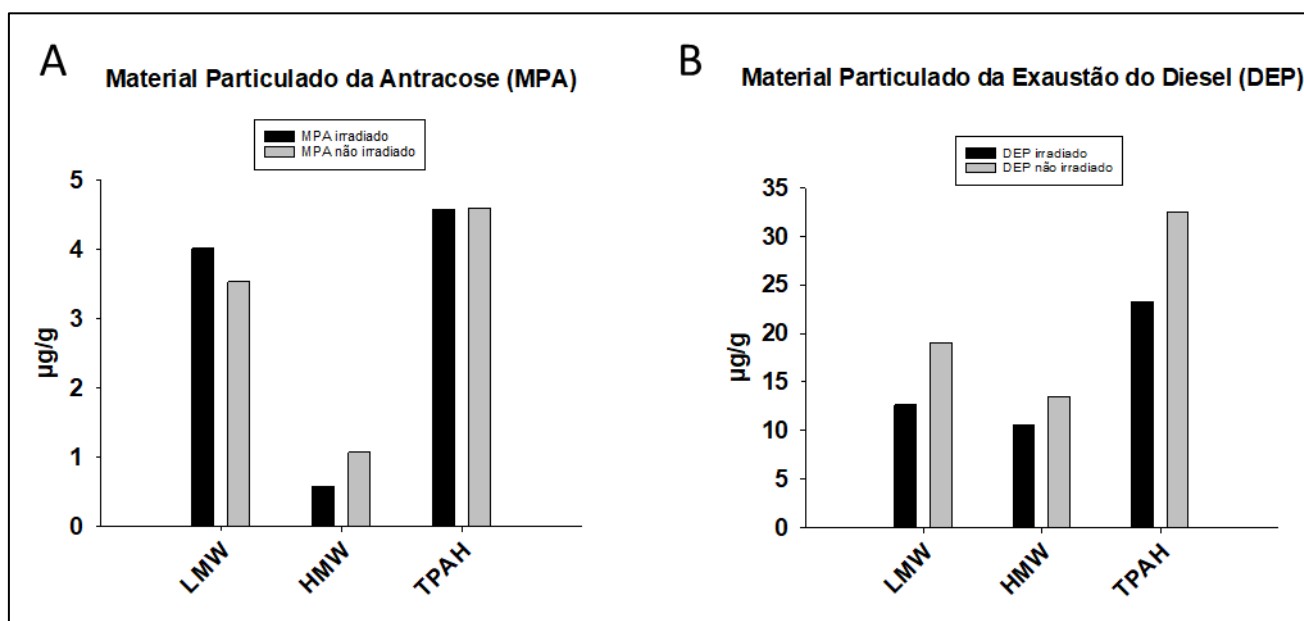 A
Material Particulado da Antracose (MPA)
MPA irradiado
MPA não irradiado
5
4
3
2
1
0
µg/g
LMW
HMW
TPAH
B
Material Particulado da Exaustão do Diesel (DEP)
DEP irradiado
DEP não irradiado
35
30
25
20
15
10
5
0
µg/g
LMW
HMW
TPAH